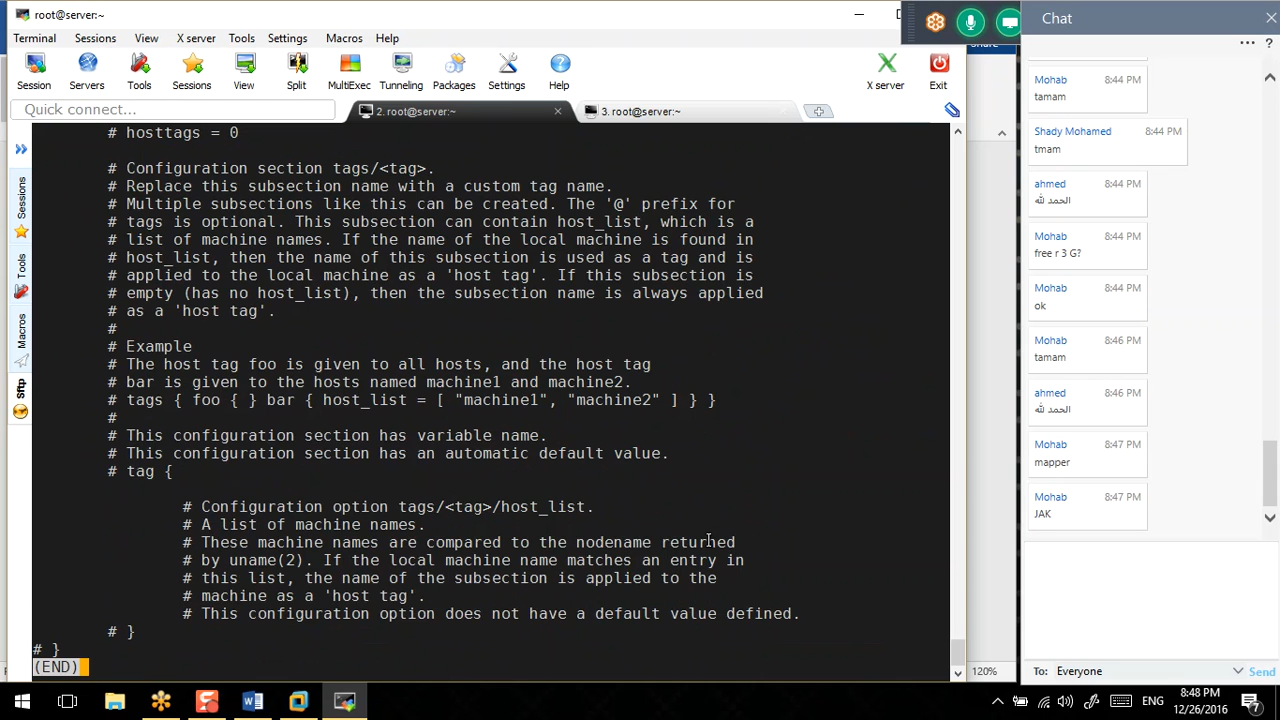 root@server:~
Terminal Sessions View X server Tools Settings Macros Help
Session Servers Tools Sessions View Split MultiExec Tunneling Packages Settings Help X server Exit
Quick connect...
2. root@server:~
3. root@server:~
Sessions
Tools
Macros
Sftp
# hosttags = 0
# Configuration section tags/<tag>.
# Replace this subsection name with a custom tag name.
# Multiple subsections like this can be created. The '@' prefix for
# tags is optional. This subsection can contain host_list, which is a
# list of machine names. If the name of the local machine is found in
# host_list, then the name of this subsection is used as a tag and is
# applied to the local machine as a 'host tag'. If this subsection is
# empty (has no host_list), then the subsection name is always applied
# as a 'host tag'.
#
# Example
# The host tag foo is given to all hosts, and the host tag
# bar is given to the hosts named machine1 and machine2.
# tags { foo { } bar { host_list = [ "machine1", "machine2" ] } }
#
# This configuration section has variable name.
# This configuration section has an automatic default value.
# tag {
# Configuration option tags/<tag>/host_list.
# A list of machine names.
# These machine names are compared to the nodename returned
# by uname(2). If the local machine name matches an entry in
# this list, the name of the subsection is applied to the
# machine as a 'host tag'.
# This configuration option does not have a default value defined.
# }
# }
(END)
120%
Chat
... ?
Mohab 8:44 PM
tamam
Shady Mohamed 8:44 PM
tmam
ahmed 8:44 PM
الحمد لله
Mohab 8:44 PM
free r 3 G?
Mohab 8:44 PM
ok
Mohab 8:46 PM
tamam
ahmed 8:46 PM
الحمد لله
Mohab 8:47 PM
mapper
Mohab 8:47 PM
JAK
To: Everyone Send
ENG
8:48 PM
12/26/2016
7